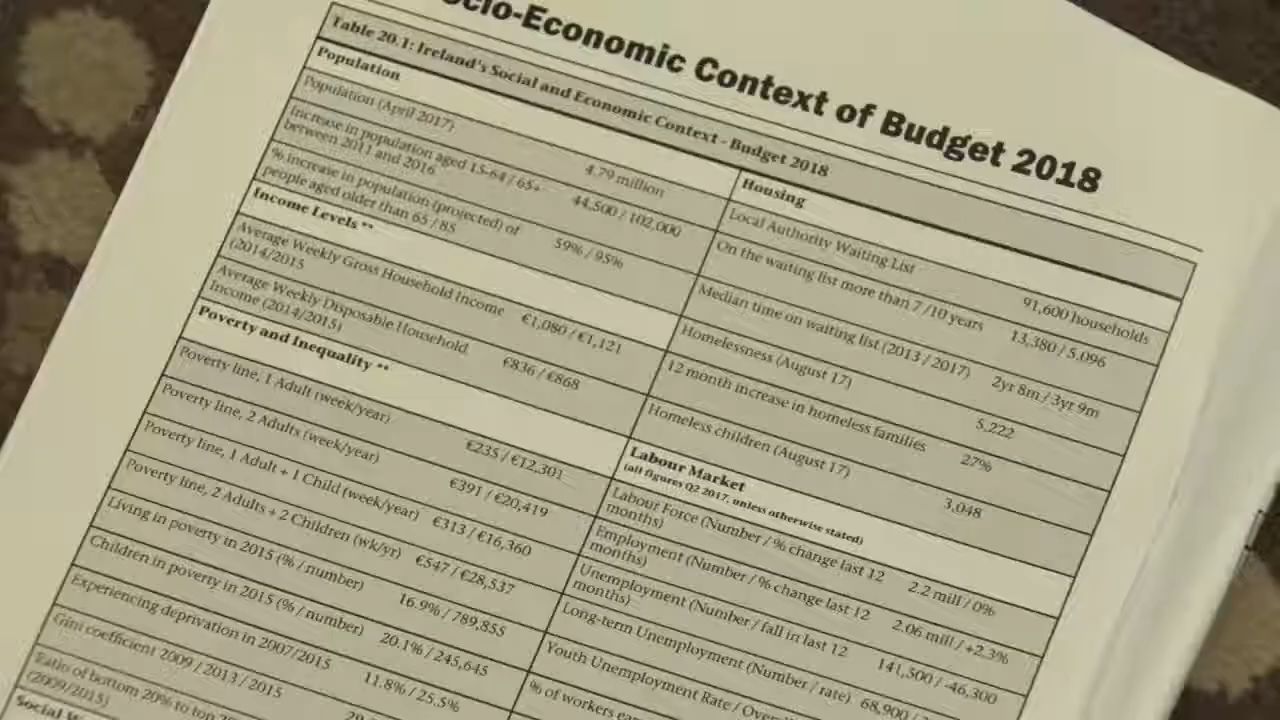 Socio-Economic Context of Budget 2018
Table 20.1: Ireland's Social and Economic Context - Budget 2018
Population
Population (April 2017) 4.79 million
Increase in population aged 15-64 / 65+
between 2011 and 2016 44,500 / 102,000
% increase in population (projected) of
people aged older than 65 / 85 59% / 95%
Income Levels **
Average Weekly Gross Household Income
(2014/2015 €1,080 / €1,121
Average Weekly Disposable Household
Income (2014/2015) €836 / €868
Poverty and Inequality **
Poverty line, 1 Adult (week/year) €235 / €12,301
Poverty line, 2 Adults (week/year) €391 / €20,419
Poverty line, 1 Adult + 1 Child (week/year) €313 / €16,360
Poverty line, 2 Adults + 2 Children (wk/yr) €547 / €28,537
Living in poverty in 2015 (% / number) 16.9% / 789,855
Children in poverty in 2015 (% / number) 20.1% / 245,645
Experiencing deprivation in 2007/2015 11.8% / 25.5%
Gini coefficient 2009 / 2013 / 2015
Ratio of bottom 20% to top
(2009/2015)
Social
Housing
Local Authority Waiting List 91,600 households
On the waiting list more than 7 /10 years 13,380 / 5,096
Median time on waiting list (2013 / 2017) 2yr 8m / 3yr 9m
Homelessness (August 17) 5,222
12 month increase in homeless families 27%
Homeless children (August 17) 3,048
Labour Market
(all figures Q2 2017, unless otherwise stated)
Labour Force (Number / % change last 12
months) 2.2 mill / 0%
Employment (Number / % change last 12
months) 2.06 mill / +2.3%
Unemployment (Number / fall in last 12
months) 141,500 / -46,300
Long-term Unemployment (Number / rate) 68,900 /
Youth Unemployment Rate /
% of workers